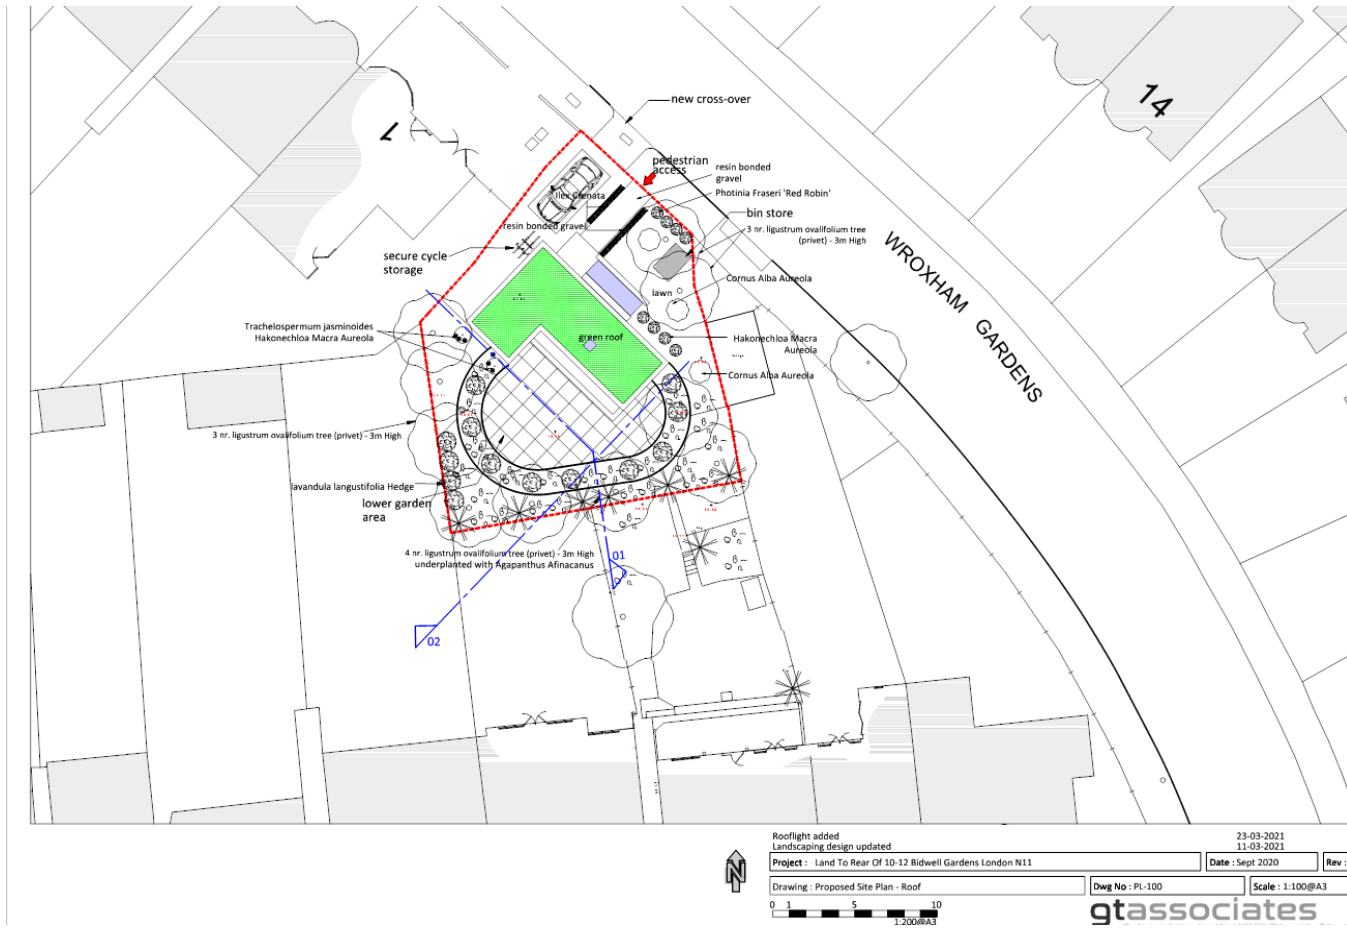 new cross-over
14
1
pedestrian
access
resin bonded
gravel
Ilex Crenata
Photinia Fraseri 'Red Robin'
bin store
resin bonded gravel
3 nr. ligustrum ovalifolium tree
(privet) - 3m High
secure cycle
storage
WROXHAM GARDENS
Cornus Alba Aureola
lawn
Trachelospermum jasminoides
Hakonechloa Macra Aureola
green roof
Hakonechloa Macra
Aureola
Cornus Alba Aureola
3 nr. ligustrum ovalifolium tree (privet) - 3m High
lavandula langustifolia Hedge
lower garden
area
4 nr. ligustrum ovalifolium tree (privet) - 3m High
underplanted with Agapanthus Afinacanus
01
02
Rooflight added 23-03-2021
Landscaping design updated 11-03-2021
N
Project : Land To Rear Of 10-12 Bidwell Gardens London N11
Date : Sept 2020
Rev :
Drawing : Proposed Site Plan - Roof
Dwg No : PL-100
Scale : 1:100@A3
0 1 5 10
1:200@A3
gtassociates